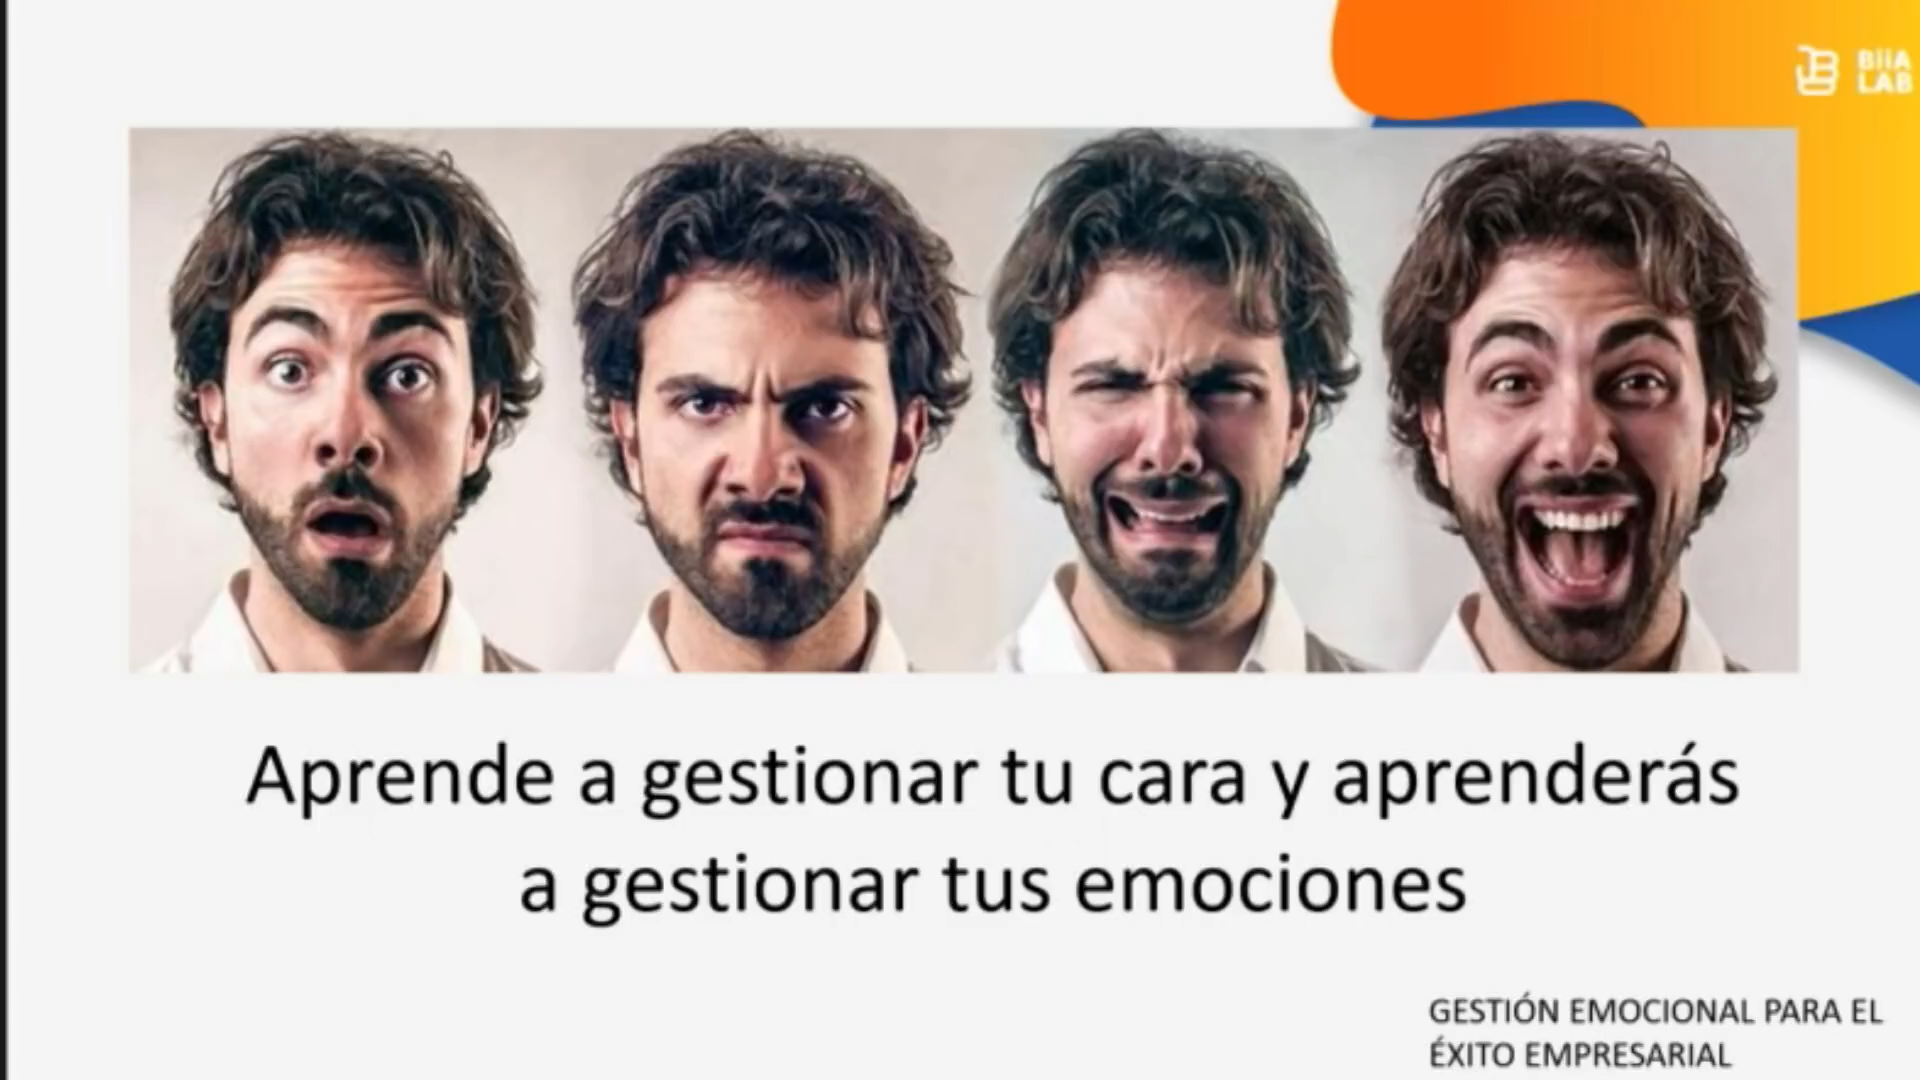 BiiA
LAB
Aprende a gestionar tu cara y aprenderás
a gestionar tus emociones
GESTIÓN EMOCIONAL PARA EL
ÉXITO EMPRESARIAL